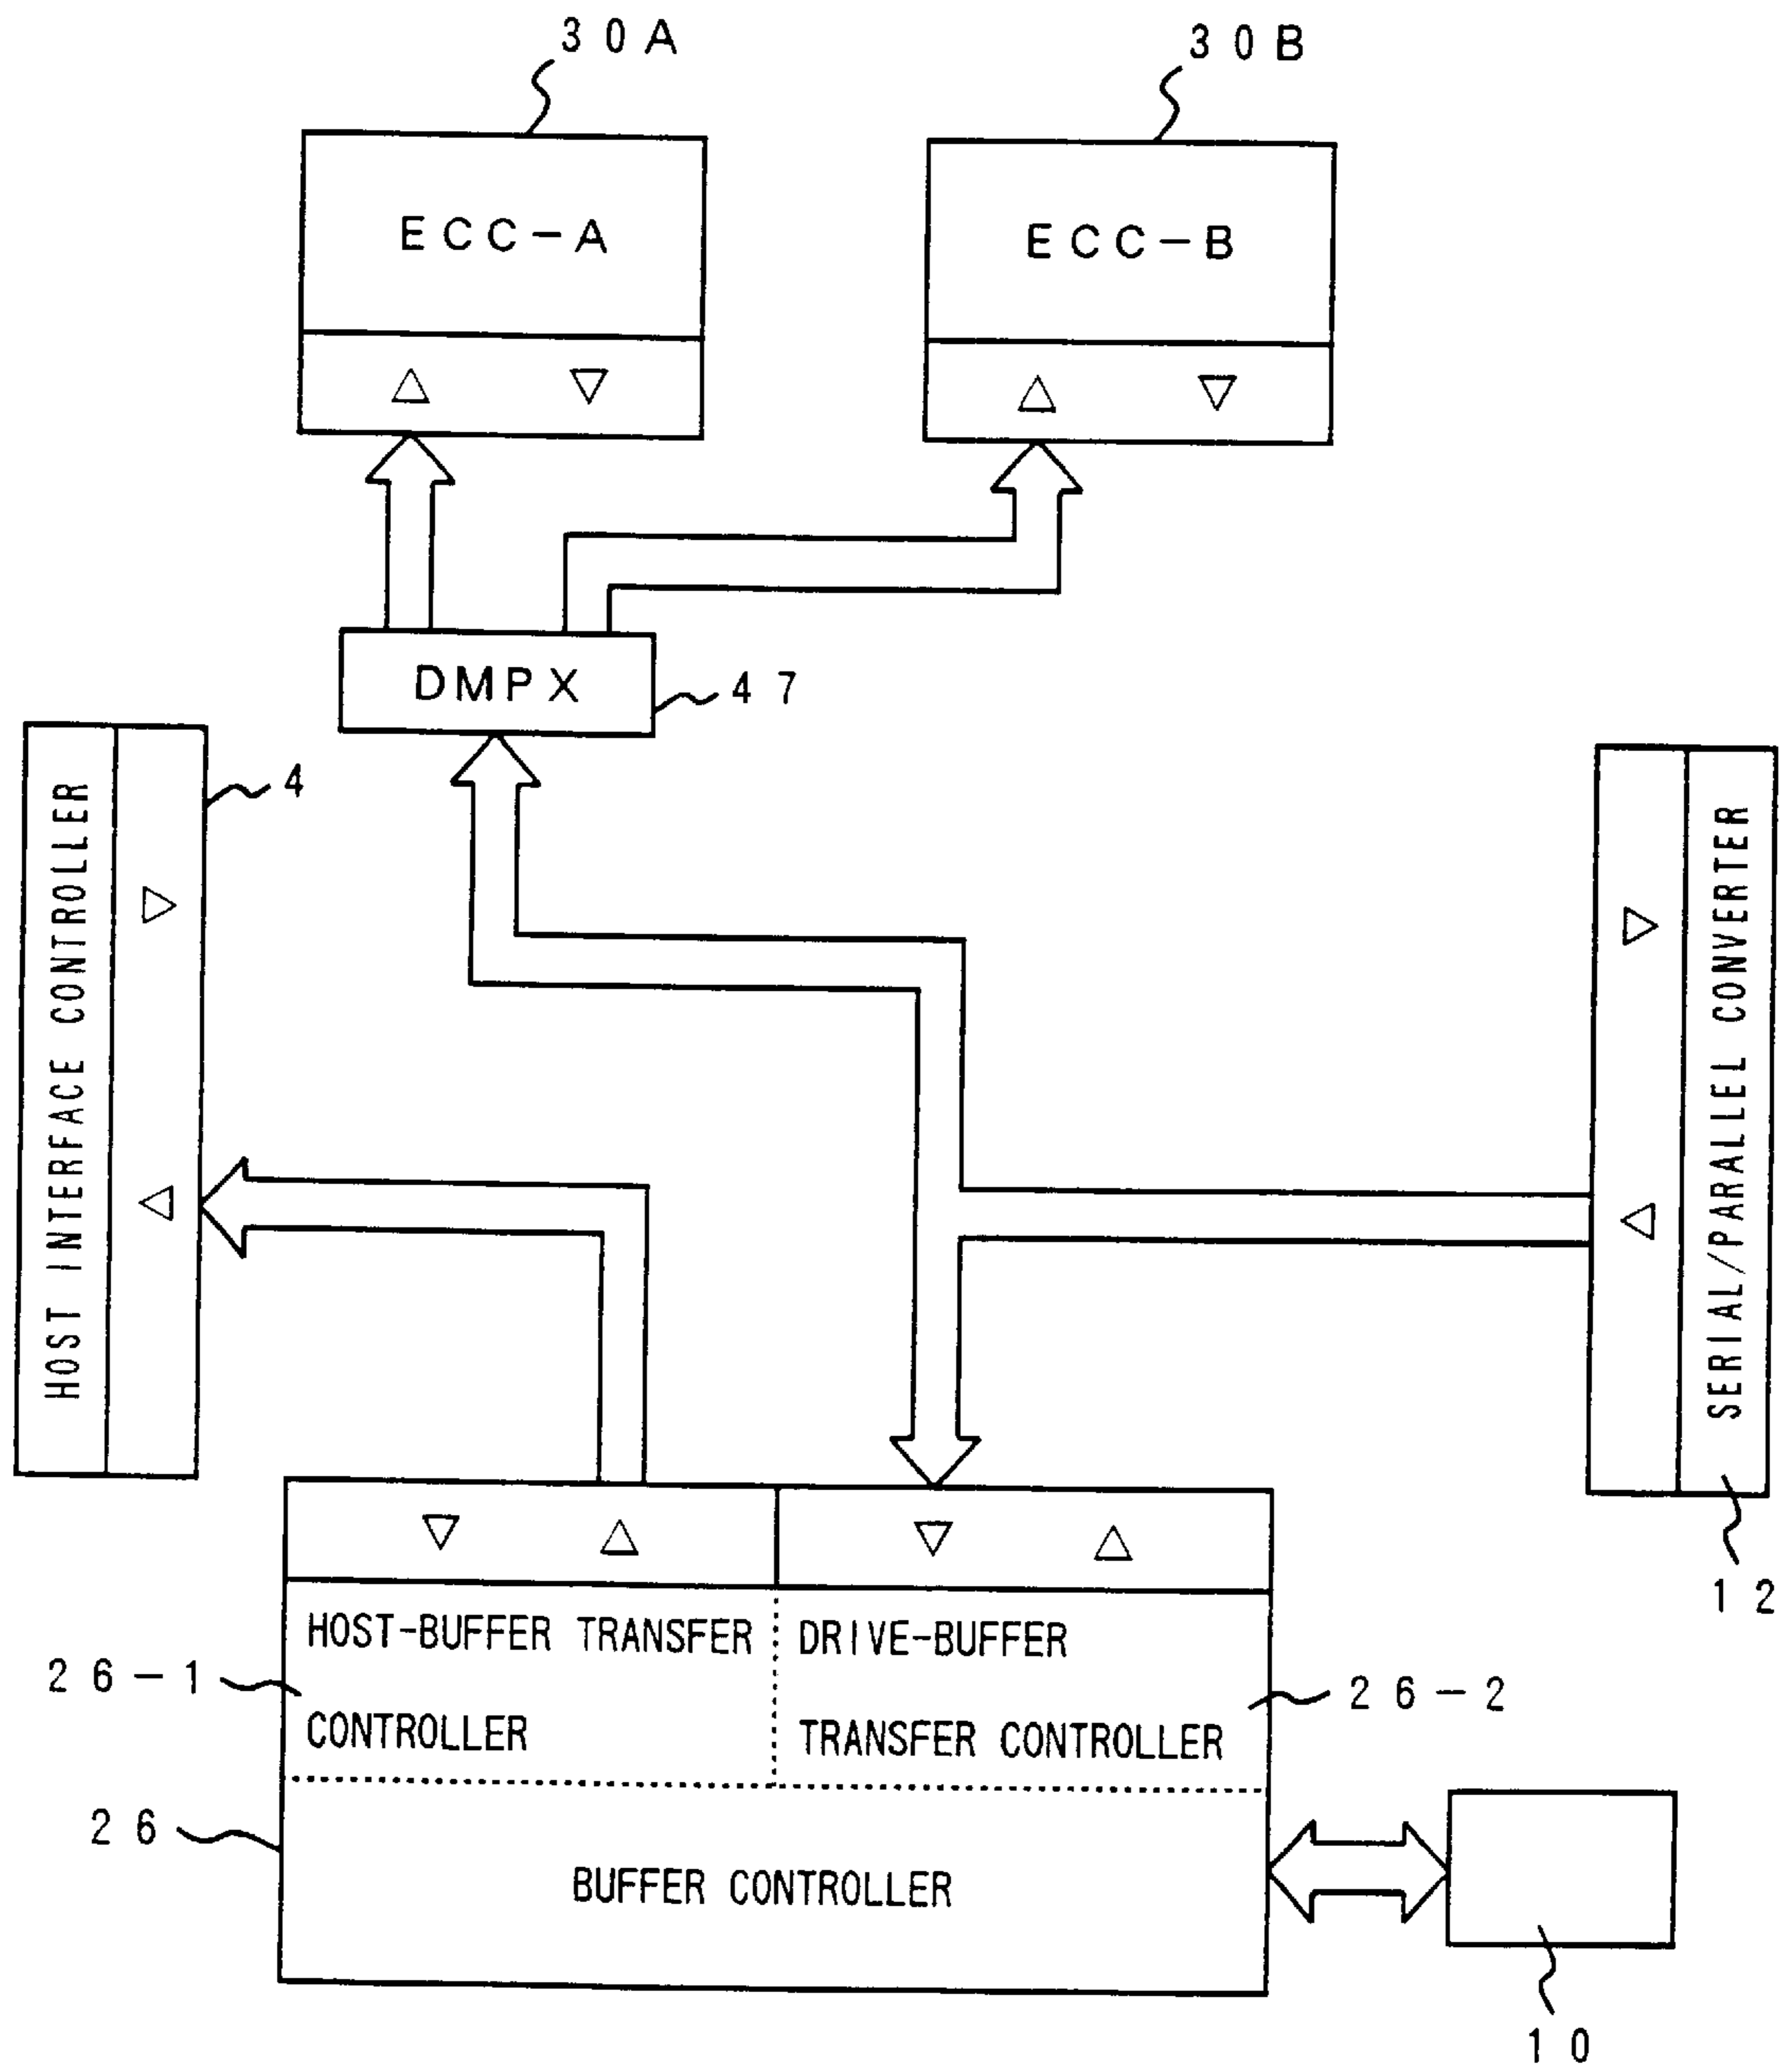 30A
30B
ECC-A
ECC-B
DMPX
47
HOST INTERFACE CONTROLLER
4
SERIAL/PARALLEL CONVERTER
12
HOST-BUFFER TRANSFER
CONTROLLER
DRIVE-BUFFER
TRANSFER CONTROLLER
26-1
26-2
26
BUFFER CONTROLLER
10